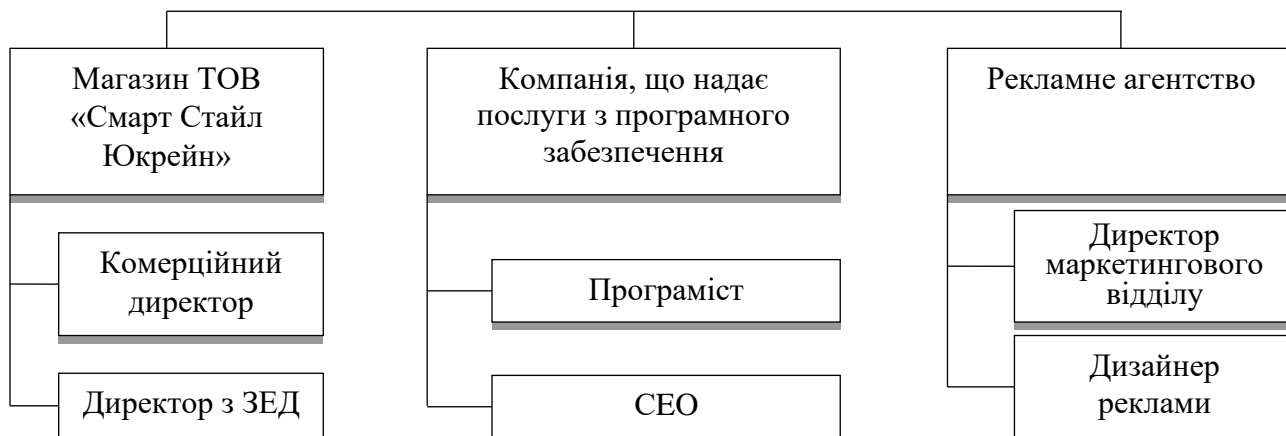 Магазин ТОВ
«Смарт Стайл
Юкрейн»
Компанія, що надає
послуги з програмного
забезпечення
Рекламне агентство
Комерційний
директор
Програміст
Директор
маркетингового
відділу
Директор з ЗЕД
СЕО
Дизайнер
реклами